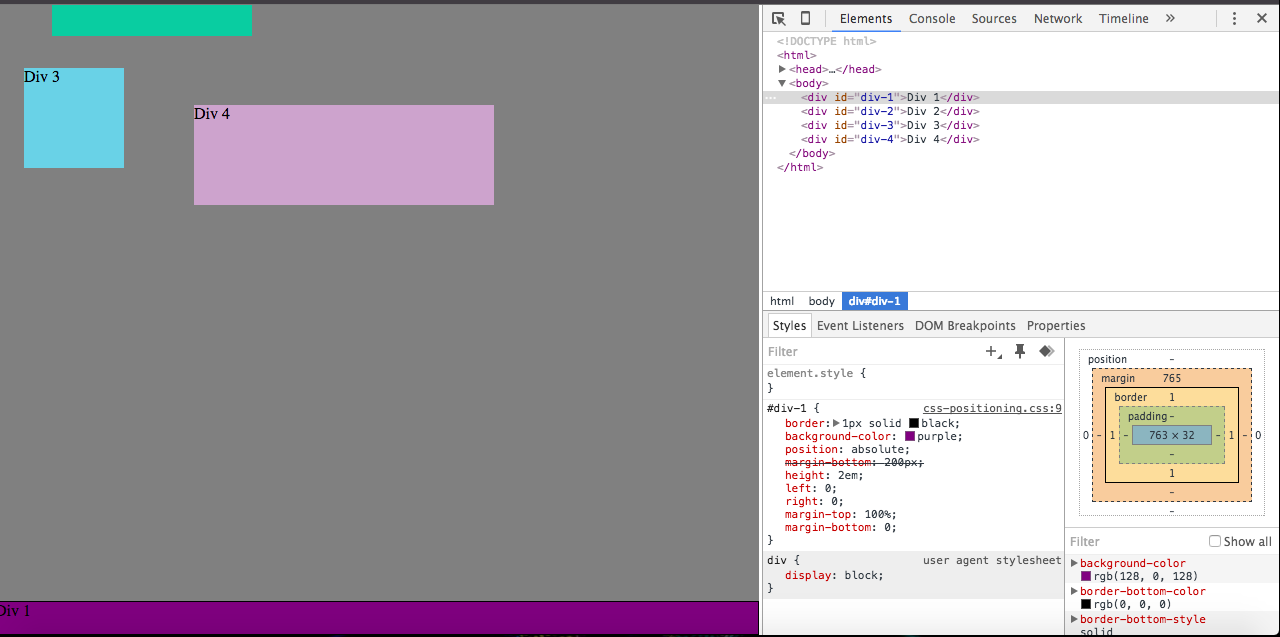 Div 3
Div 4
Div 1
Elements Console Sources Network Timeline »
<!DOCTYPE html>
<html>
▶<head>…</head>
▼<body>
... <div id="div-1">Div 1</div>
<div id="div-2">Div 2</div>
<div id="div-3">Div 3</div>
<div id="div-4">Div 4</div>
</body>
</html>
html body div#div-1
Styles Event Listeners DOM Breakpoints Properties
Filter
element.style {
}
#div-1 { css-positioning.css:9
border:▶1px solid black;
background-color: purple;
position: absolute;
margin-bottom: 200px;
height: 2em;
left: 0;
right: 0;
margin-top: 100%;
margin-bottom: 0;
}
div { user agent stylesheet
display: block;
}
position -
margin 765
border 1
padding -
0 - 1 - 763 × 32 - 1 - 0
-
1
-
-
Filter Show all
▶background-color
rgb(128, 0, 128)
▶border-bottom-color
rgb(0, 0, 0)
▶border-bottom-style
solid